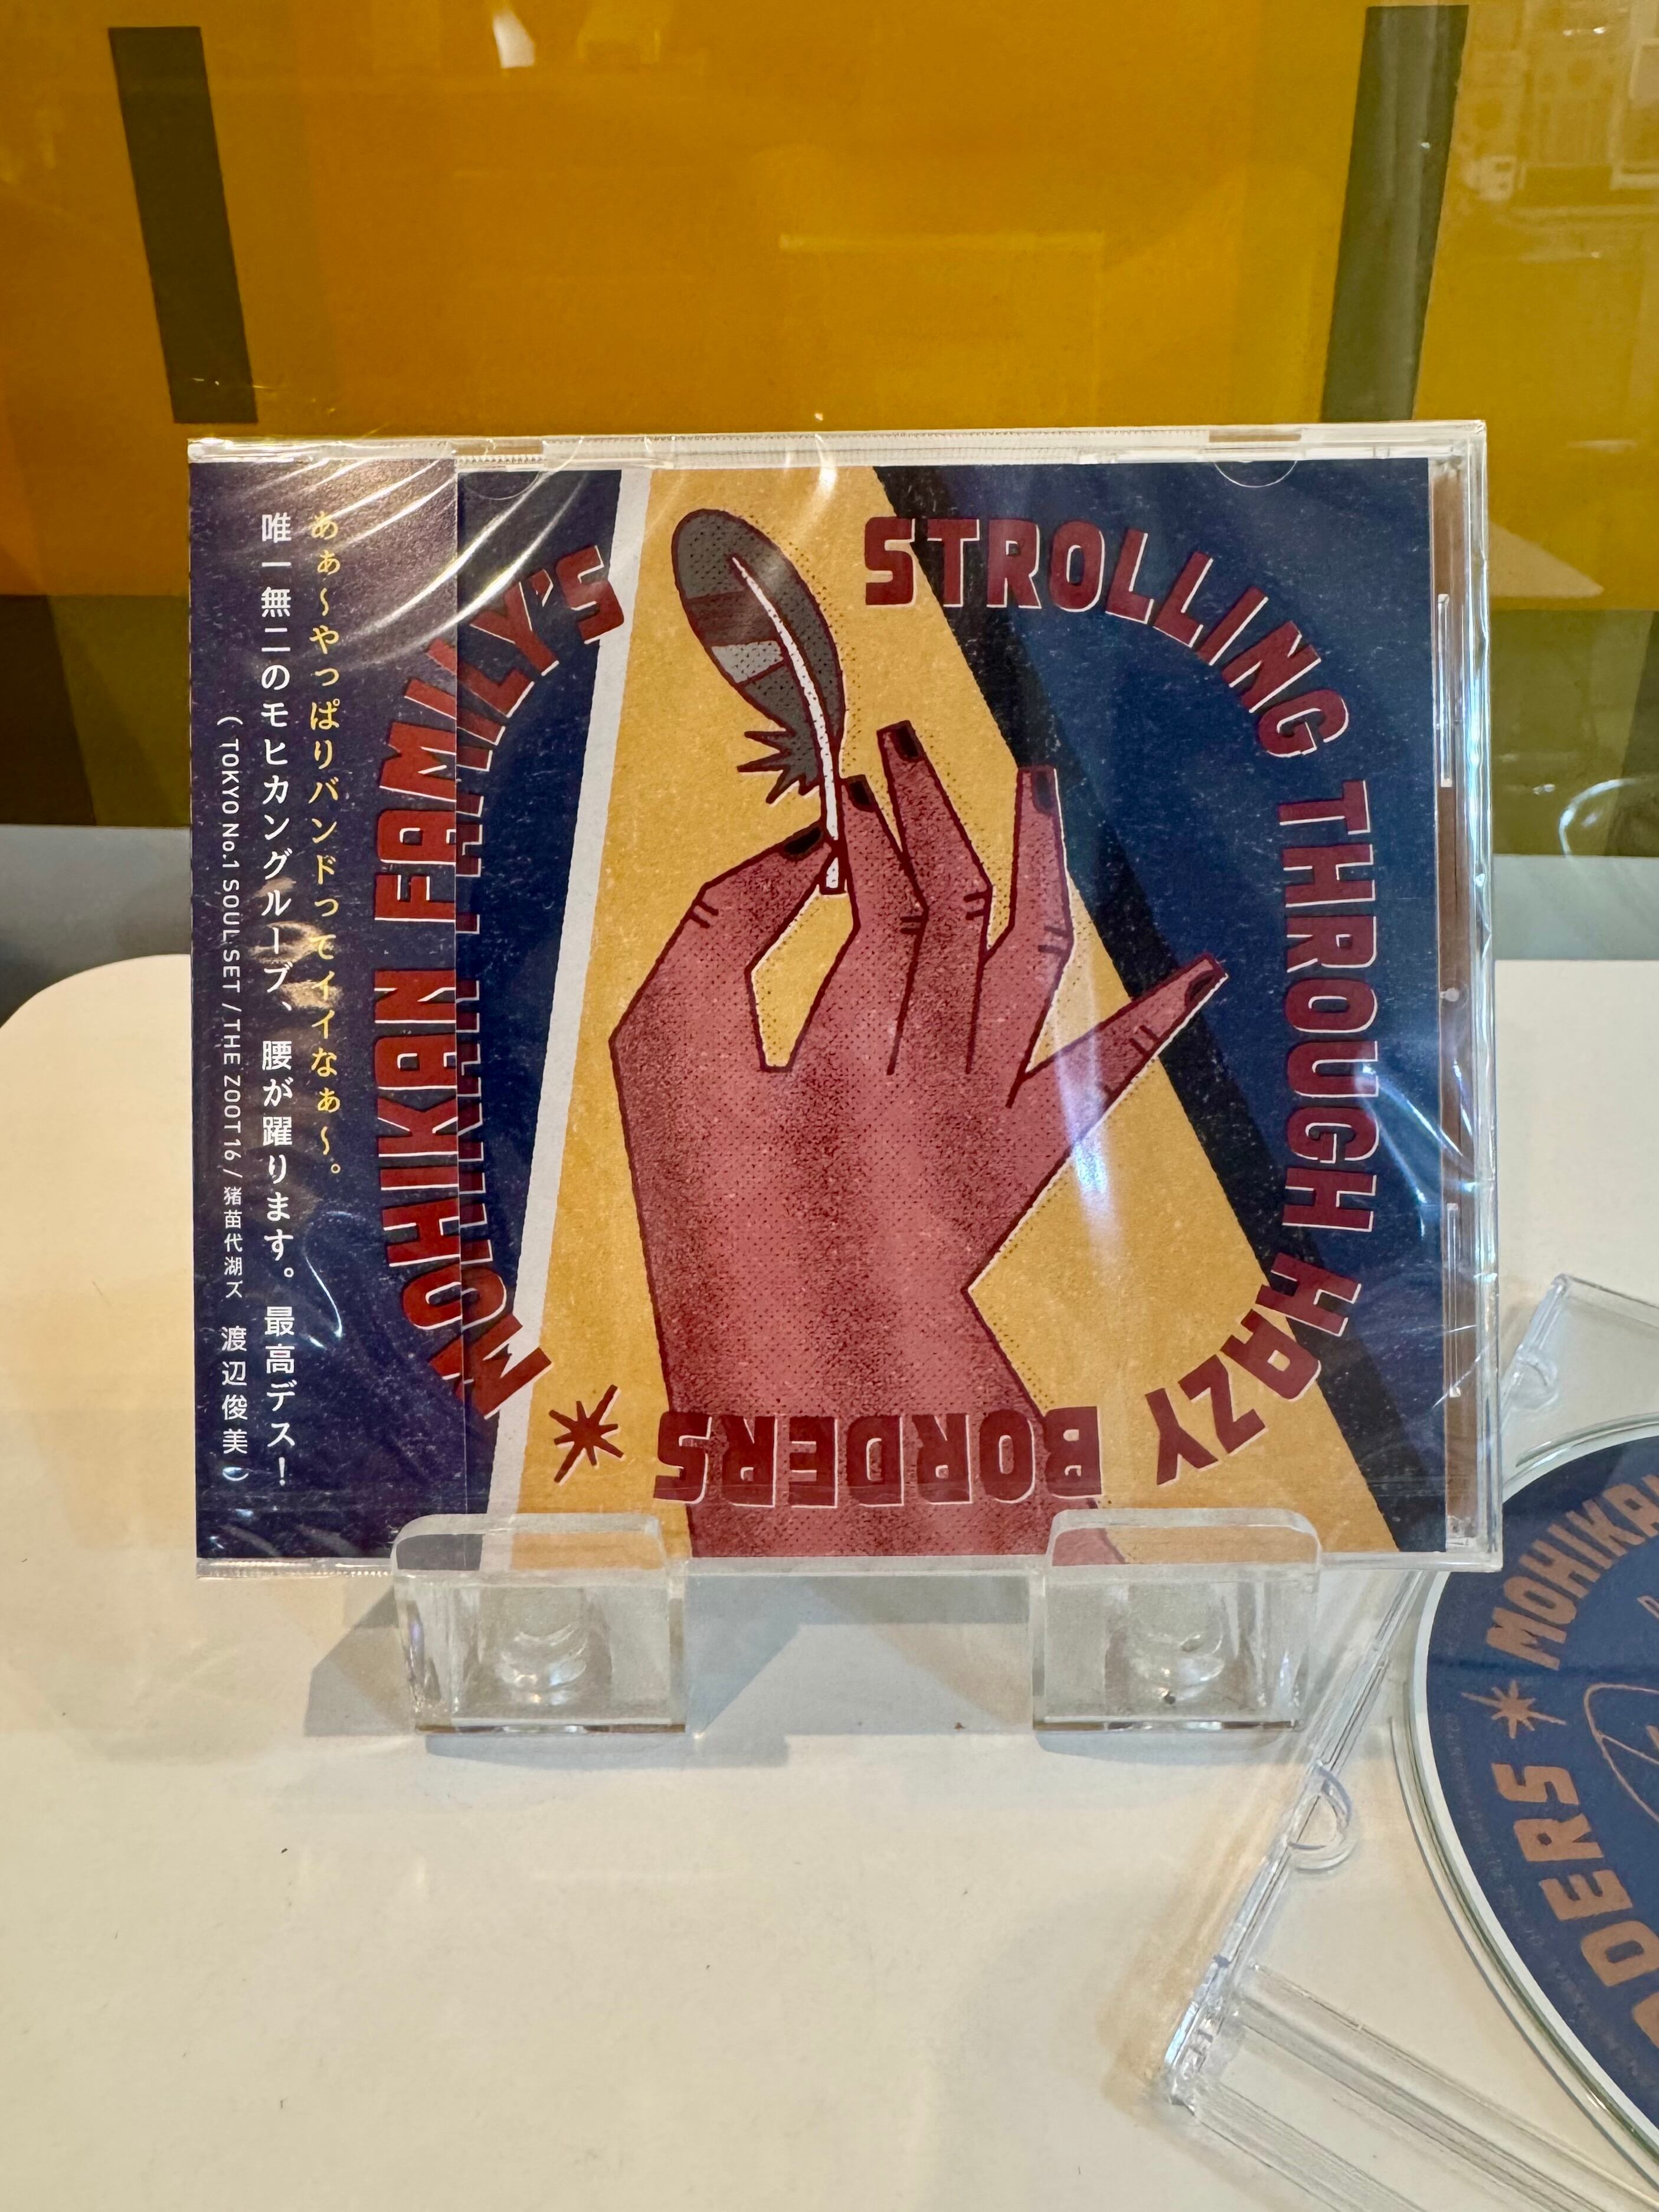 あぁ〜やっぱりバンドってイイなぁ〜。
唯一無二のモヒカングルーヴ、腰が躍ります。最高デス！
（TOKYO No.1 SOUL SET / THE ZOOT16 / 猪苗代湖ズ 渡辺俊美）
MOHIKAN FAMILY'S
STROLLING THROUGH HAZY BORDERS
MOHIKA
DERS